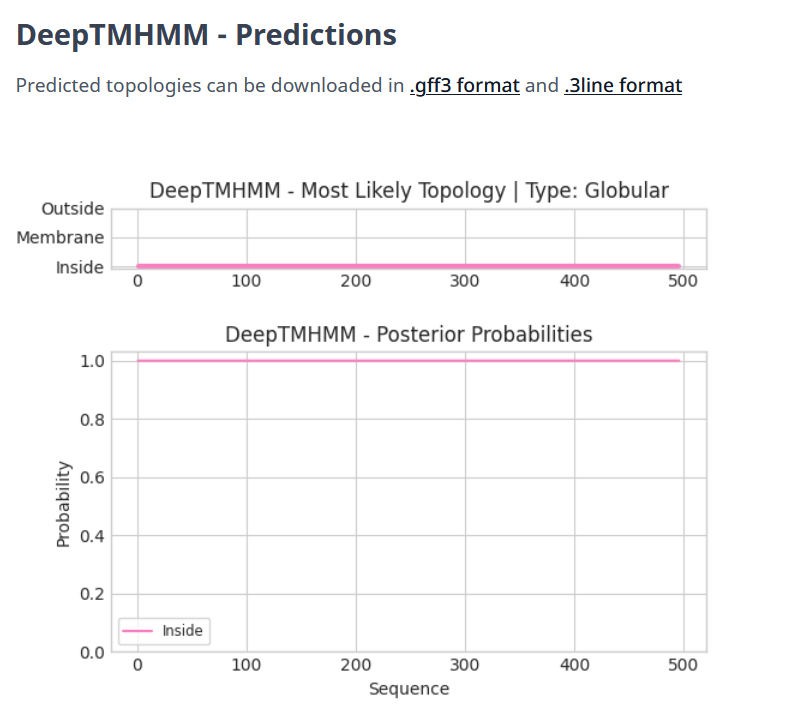 DeepTMHMM - Predictions
Predicted topologies can be downloaded in .gff3 format and .3line format
DeepTMHMM - Most Likely Topology | Type: Globular
Outside
Membrane
Inside
0 100 200 300 400 500
DeepTMHMM - Posterior Probabilities
1.0
0.8
0.6
0.4
0.2
0.0
Probability
Inside
0 100 200 300 400 500
Sequence